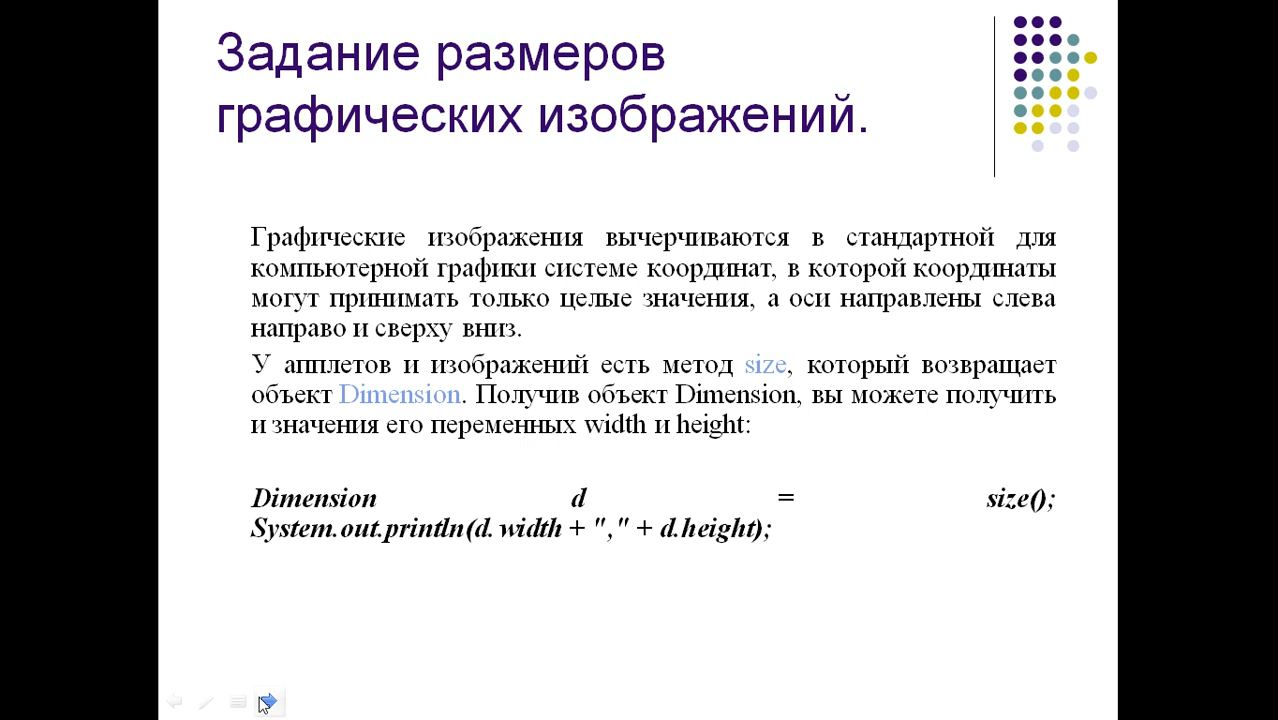 Задание размеров
графических изображений.
Графические изображения вычерчиваются в стандартной для
компьютерной графики системе координат, в которой координаты
могут принимать только целые значения, а оси направлены слева
направо и сверху вниз.
У апплетов и изображений есть метод size, который возвращает
объект Dimension. Получив объект Dimension, вы можете получить
и значения его переменных width и height:
Dimension d = size();
System.out.println(d.width + "," + d.height);